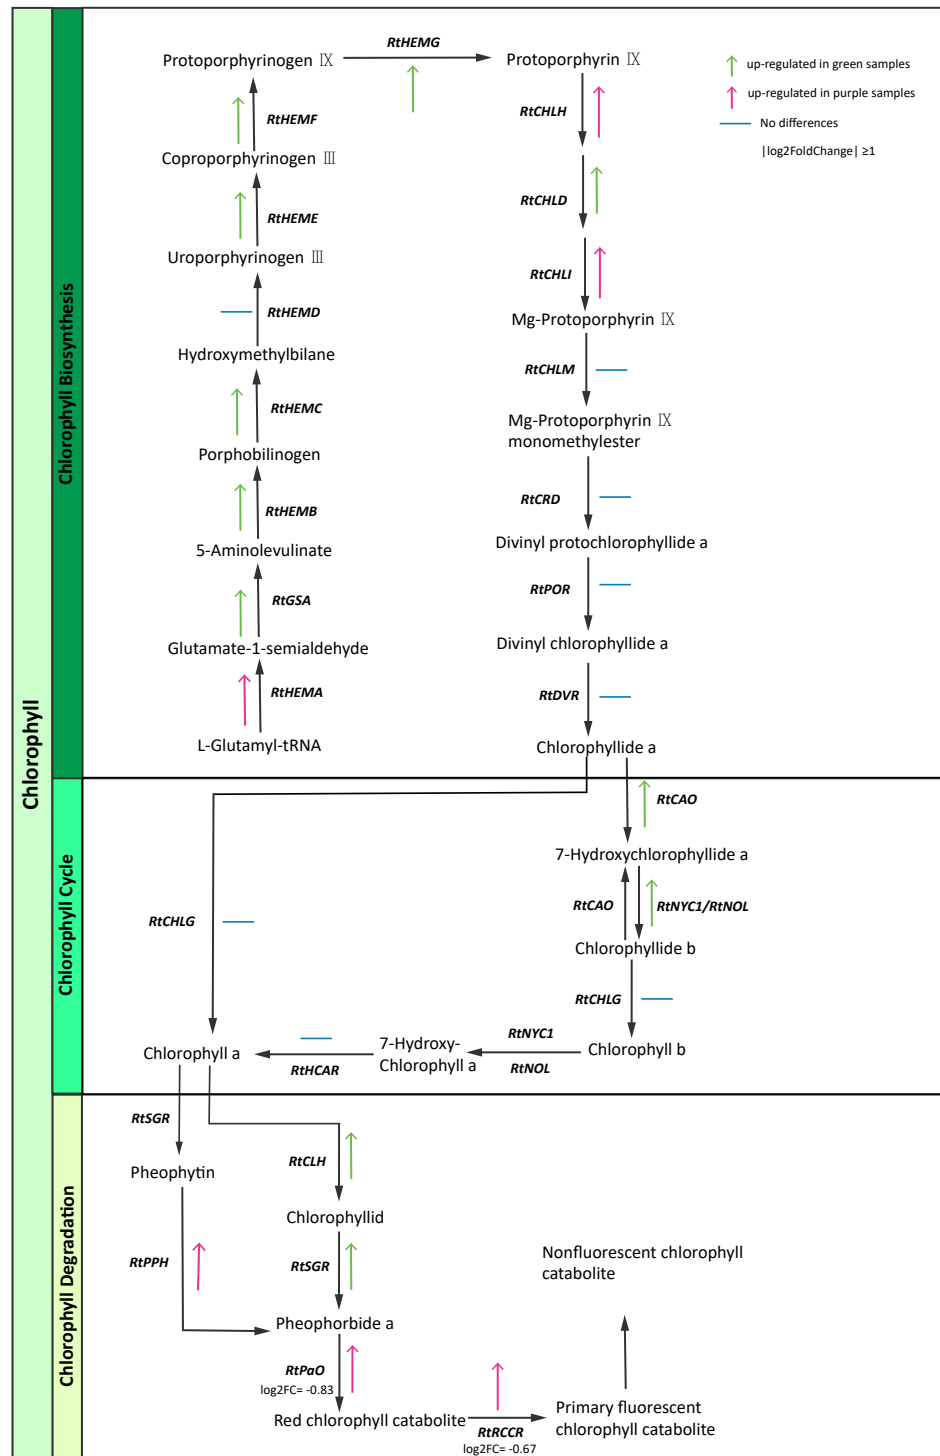 Chlorophyll
Chlorophyll Biosynthesis
Chlorophyll Cycle
Chlorophyll Degradation
up-regulated in green samples
up-regulated in purple samples
No differences
|log2FoldChange| ≥1
Protoporphyrinogen Ⅸ
RtHEMG
Protoporphyrin Ⅸ
RtHEMF
Coproporphyrinogen Ⅲ
RtHEME
Uroporphyrinogen Ⅲ
RtHEMD
Hydroxymethylbilane
RtHEMC
Porphobilinogen
RtHEMB
5-Aminolevulinate
RtGSA
Glutamate-1-semialdehyde
RtHEMA
L-Glutamyl-tRNA
RtCHLH
RtCHLD
RtCHLI
Mg-Protoporphyrin Ⅸ
RtCHLM
Mg-Protoporphyrin Ⅸ
monomethylester
RtCRD
Divinyl protochlorophyllide a
RtPOR
Divinyl chlorophyllide a
RtDVR
Chlorophyllide a
RtCAO
7-Hydroxychlorophyllide a
RtCAO
RtNYC1/RtNOL
Chlorophyllide b
RtCHLG
RtCHLG
Chlorophyll b
RtNYC1
RtNOL
7-Hydroxy-
Chlorophyll a
RtHCAR
Chlorophyll a
RtSGR
Pheophytin
RtPPH
RtCLH
Chlorophyllid
RtSGR
Pheophorbide a
RtPaO
log2FC= -0.83
Red chlorophyll catabolite
RtRCCR
log2FC= -0.67
Primary fluorescent
chlorophyll catabolite
Nonfluorescent chlorophyll
catabolite